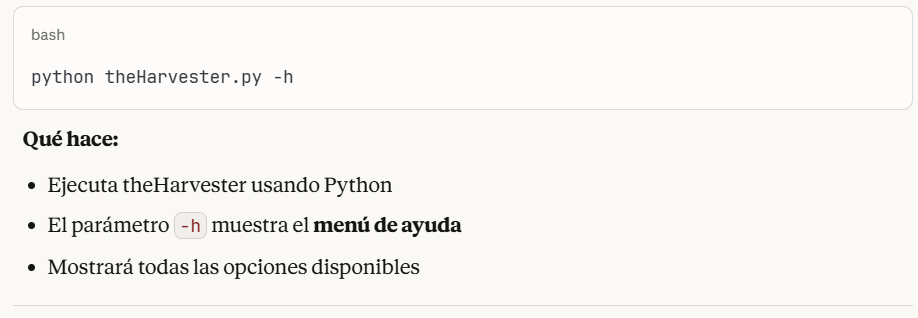 bash
python theHarvester.py -h
Qué hace:
Ejecuta theHarvester usando Python
El parámetro -h muestra el menú de ayuda
Mostrará todas las opciones disponibles